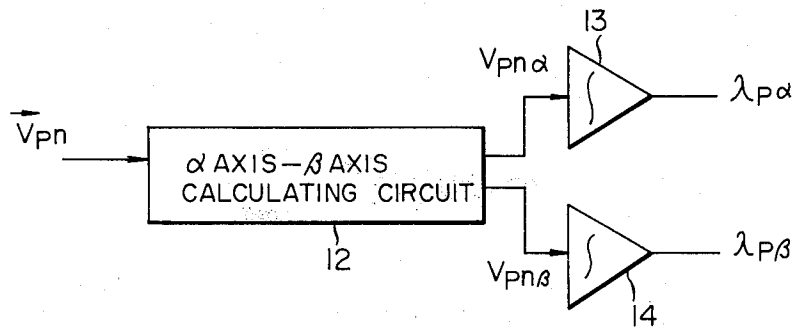 13
VPnα
∫
λPα
VPn
α AXIS–β AXIS
CALCULATING CIRCUIT
12
VPnβ
∫
λPβ
14